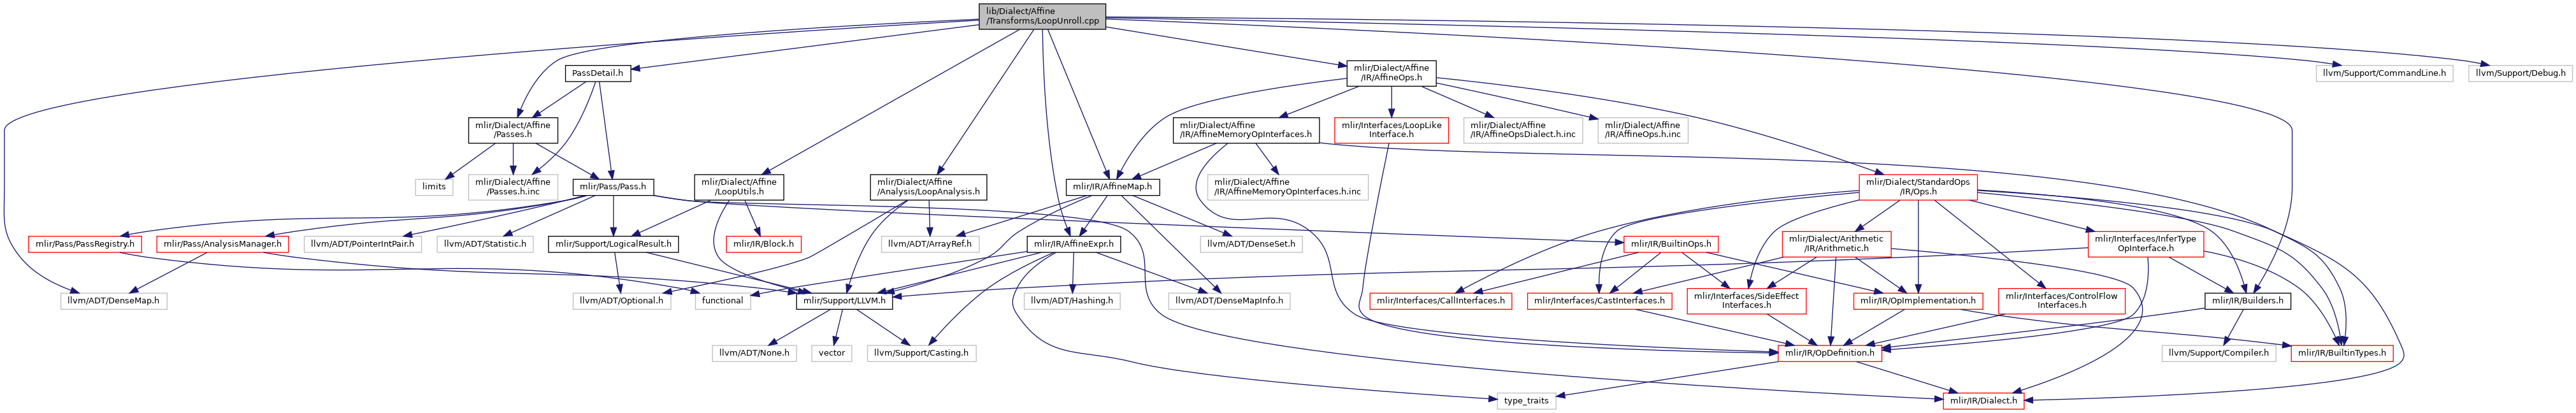 lib/Dialect/Affine
/Transforms/LoopUnroll.cpp
PassDetail.h
mlir/Dialect/Affine
/IR/AffineOps.h
llvm/Support/CommandLine.h
llvm/Support/Debug.h
mlir/Dialect/Affine
/Passes.h
mlir/Dialect/Affine
/IR/AffineMemoryOpInterfaces.h
mlir/Interfaces/LoopLike
Interface.h
mlir/Dialect/Affine
/IR/AffineOpsDialect.h.inc
mlir/Dialect/Affine
/IR/AffineOps.h.inc
limits
mlir/Dialect/Affine
/Passes.h.inc
mlir/Pass/Pass.h
mlir/Dialect/Affine
/LoopUtils.h
mlir/Dialect/Affine
/Analysis/LoopAnalysis.h
mlir/IR/AffineMap.h
mlir/Dialect/Affine
/IR/AffineMemoryOpInterfaces.h.inc
mlir/Dialect/StandardOps
/IR/Ops.h
mlir/Pass/PassRegistry.h
mlir/Pass/AnalysisManager.h
llvm/ADT/PointerIntPair.h
llvm/ADT/Statistic.h
mlir/Support/LogicalResult.h
mlir/IR/Block.h
llvm/ADT/ArrayRef.h
mlir/IR/AffineExpr.h
llvm/ADT/DenseSet.h
mlir/IR/BuiltinOps.h
mlir/Dialect/Arithmetic
/IR/Arithmetic.h
mlir/Interfaces/InferType
OpInterface.h
llvm/ADT/DenseMap.h
llvm/ADT/Optional.h
functional
mlir/Support/LLVM.h
llvm/ADT/Hashing.h
llvm/ADT/DenseMapInfo.h
mlir/Interfaces/CallInterfaces.h
mlir/Interfaces/CastInterfaces.h
mlir/Interfaces/SideEffect
Interfaces.h
mlir/IR/OpImplementation.h
mlir/Interfaces/ControlFlow
Interfaces.h
mlir/IR/Builders.h
llvm/ADT/None.h
vector
llvm/Support/Casting.h
mlir/IR/OpDefinition.h
llvm/Support/Compiler.h
mlir/IR/BuiltinTypes.h
type_traits
mlir/IR/Dialect.h